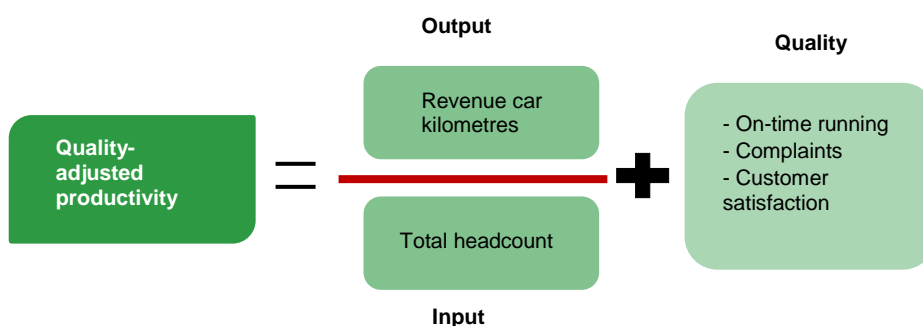 Output
Quality
Revenue car
kilometres
Quality-
adjusted
productivity
=
+
- On-time running
- Complaints
- Customer
satisfaction
Total headcount
Input